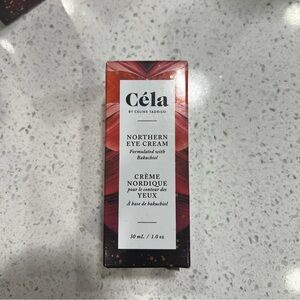 Céla
BY CELINE TADRISSI
NORTHERN
EYE CREAM
Formulated with
Bakuchiol
CRÈME
NORDIQUE
pour le contour des
YEUX
À base de bakuchiol
30 mL / 1.0 oz